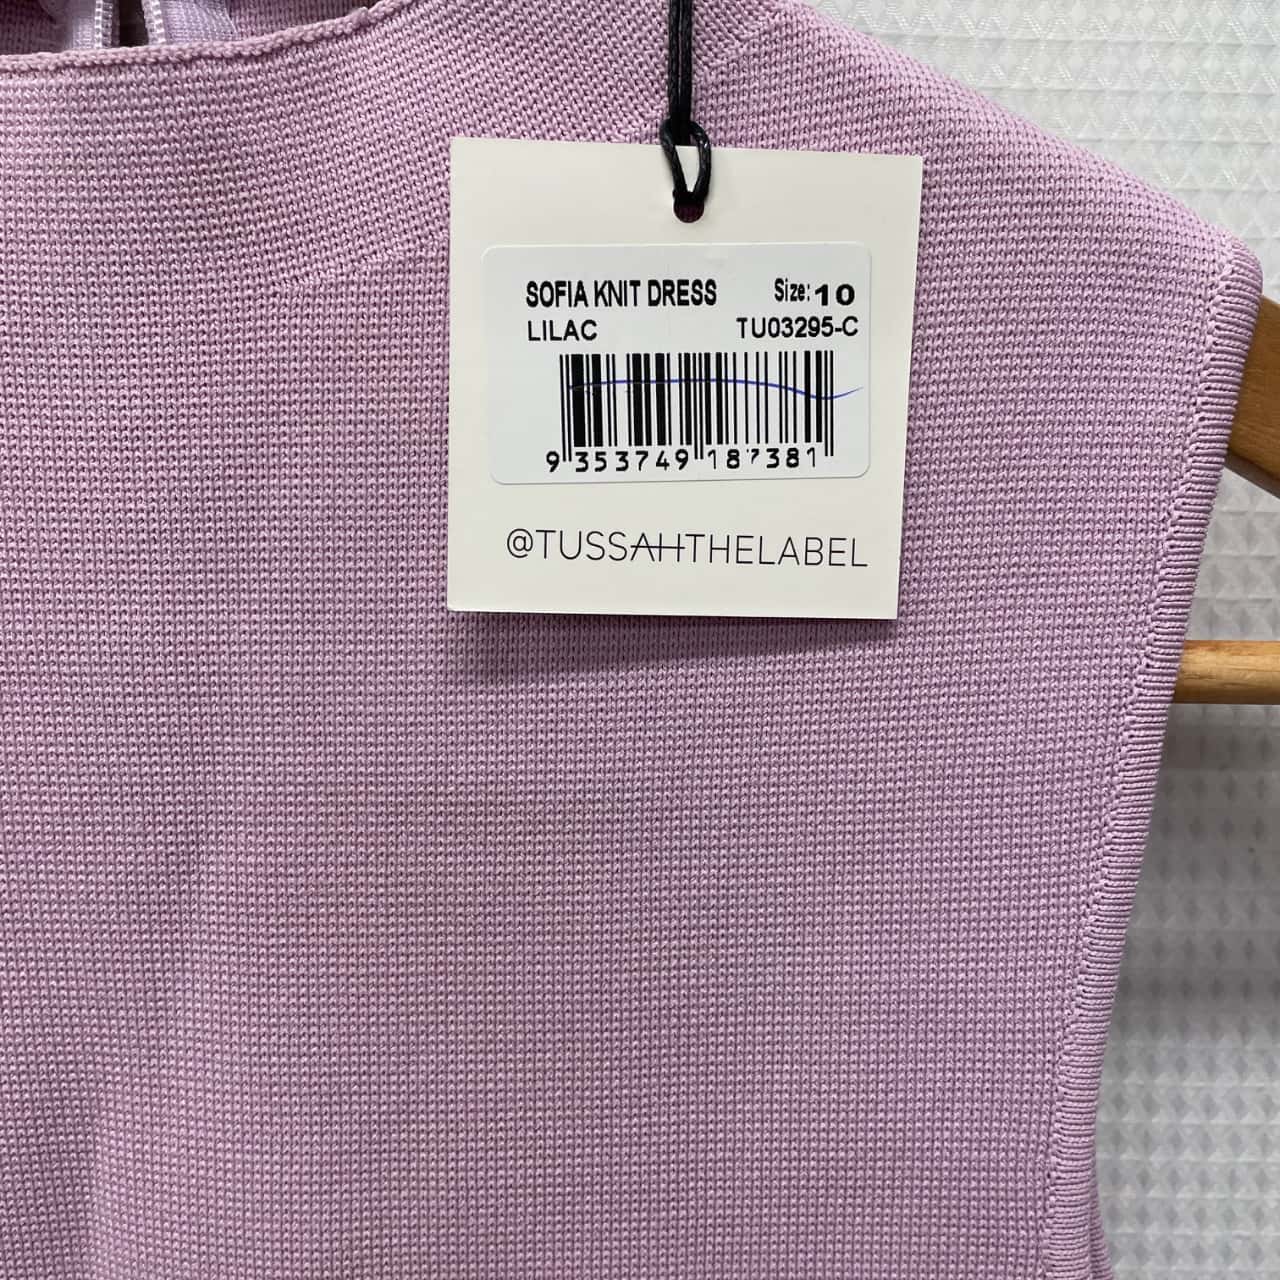 SOFIA KNIT DRESS Size: 10
LILAC TU03295-C
9 353749 187381
@TUSSAHTHELABEL